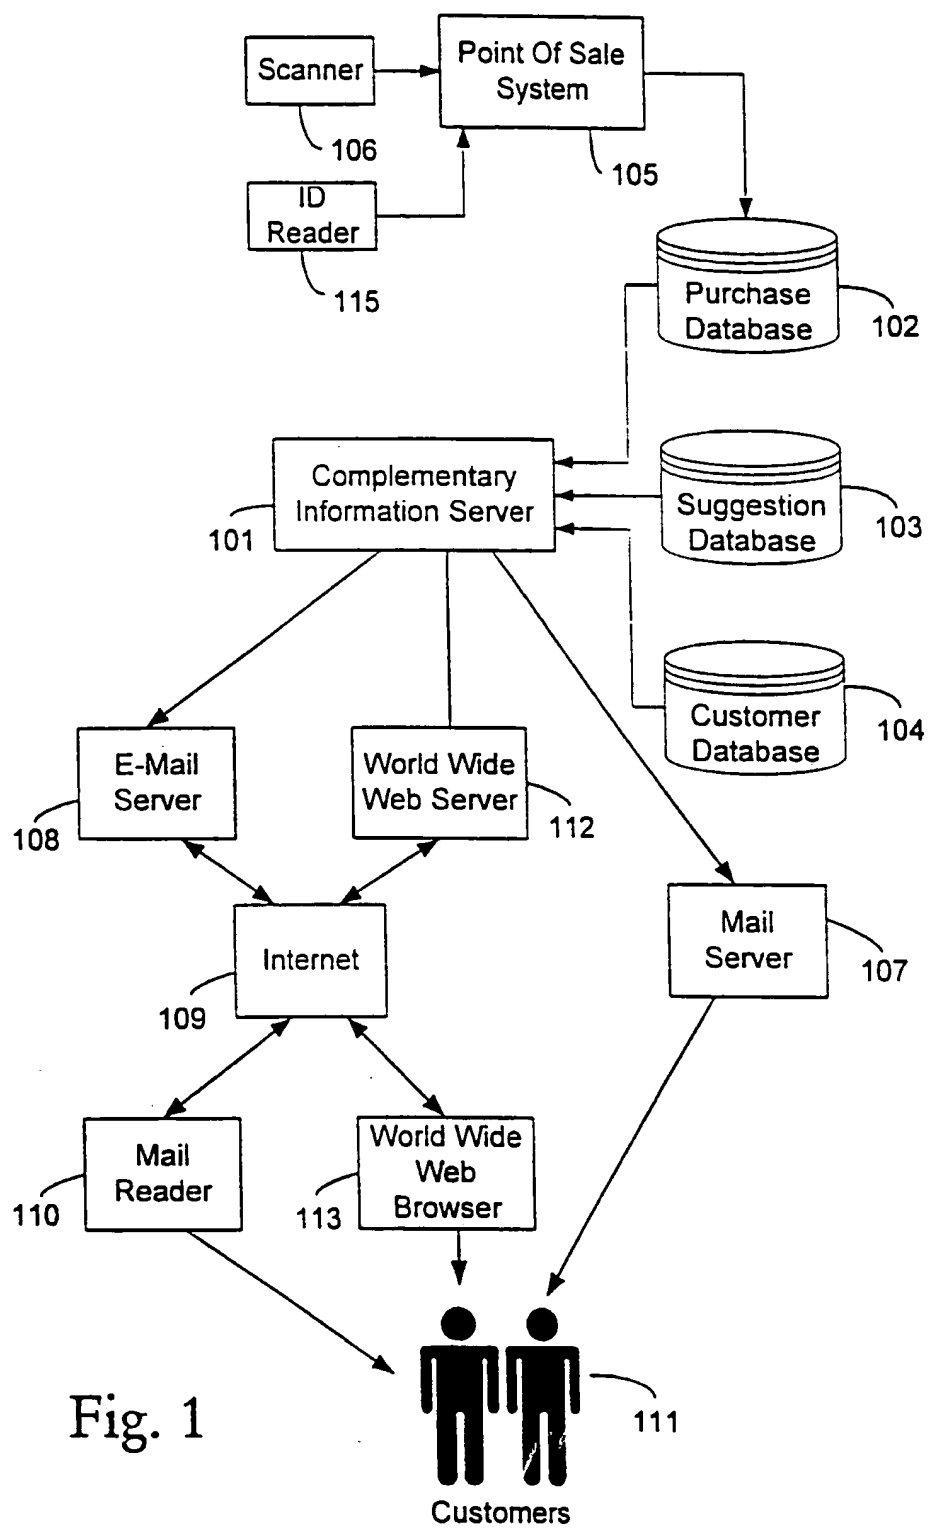 Scanner
Point Of Sale
System
106
105
ID
Reader
115
Purchase
Database
102
Complementary
Information Server
101
Suggestion
Database
103
Customer
Database
104
E-Mail
Server
108
World Wide
Web Server
112
Internet
109
Mail
Server
107
Mail
Reader
110
World Wide
Web
Browser
113
111
Fig. 1
Customers